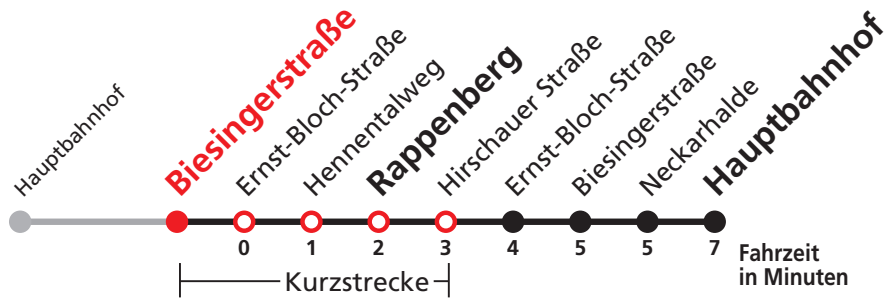 Hauptbahnhof
Biesingerstraße
Ernst-Bloch-Straße
Hennentalweg
Rappenberg
Hirschauer Straße
Ernst-Bloch-Straße
Biesingerstraße
Neckarhalde
Hauptbahnhof
0 1 2 3 4 5 5 7
Fahrzeit
in Minuten
Kurzstrecke